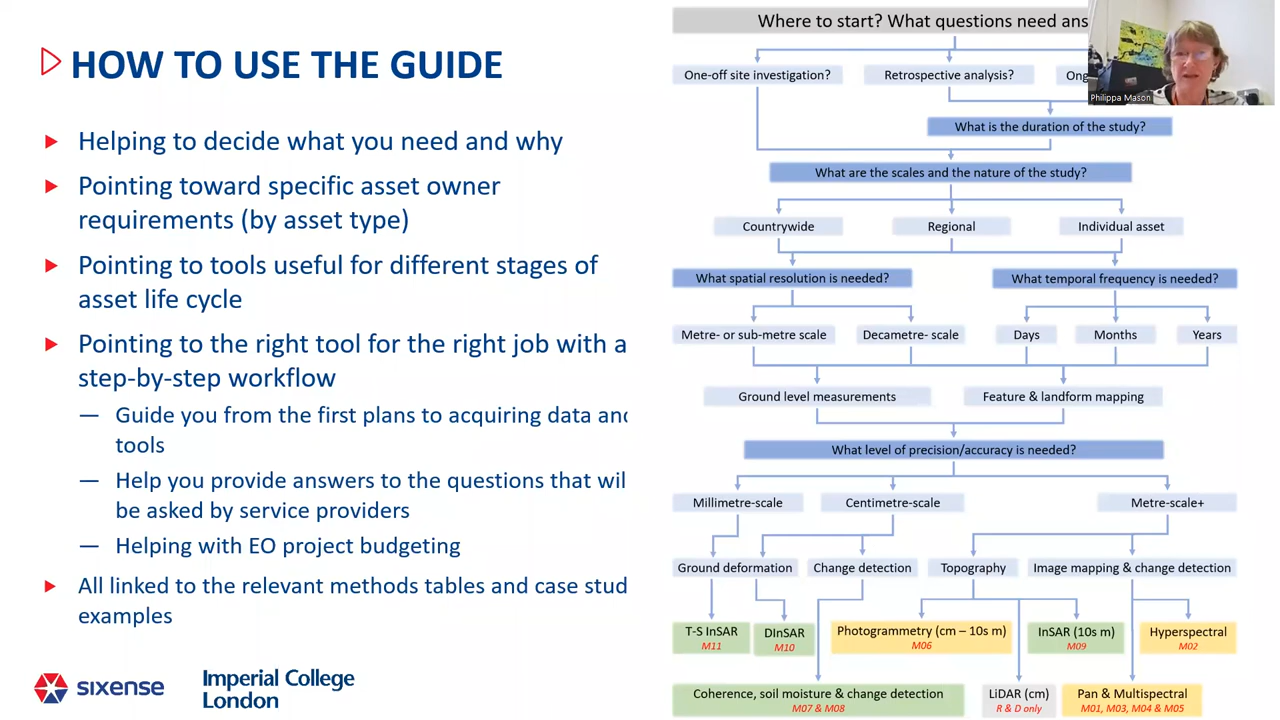 HOW TO USE THE GUIDE
Helping to decide what you need and why
Pointing toward specific asset owner
requirements (by asset type)
Pointing to tools useful for different stages of
asset life cycle
Pointing to the right tool for the right job with a
step-by-step workflow
— Guide you from the first plans to acquiring data and
tools
— Help you provide answers to the questions that wil
be asked by service providers
— Helping with EO project budgeting
All linked to the relevant methods tables and case stud
examples
sixense
Imperial College
London
Where to start? What questions need ans
One-off site investigation?
Retrospective analysis?
Ong
Philippa Mason
What is the duration of the study?
What are the scales and the nature of the study?
Countrywide
Regional
Individual asset
What spatial resolution is needed?
What temporal frequency is needed?
Metre- or sub-metre scale
Decametre- scale
Days
Months
Years
Ground level measurements
Feature & landform mapping
What level of precision/accuracy is needed?
Millimetre-scale
Centimetre-scale
Metre-scale+
Ground deformation
Change detection
Topography
Image mapping & change detection
T-S InSAR
M11
DInSAR
M10
Photogrammetry (cm – 10s m)
M06
InSAR (10s m)
M09
Hyperspectral
M02
Coherence, soil moisture & change detection
M07 & M08
LiDAR (cm)
R & D only
Pan & Multispectral
M01, M03, M04 & M05